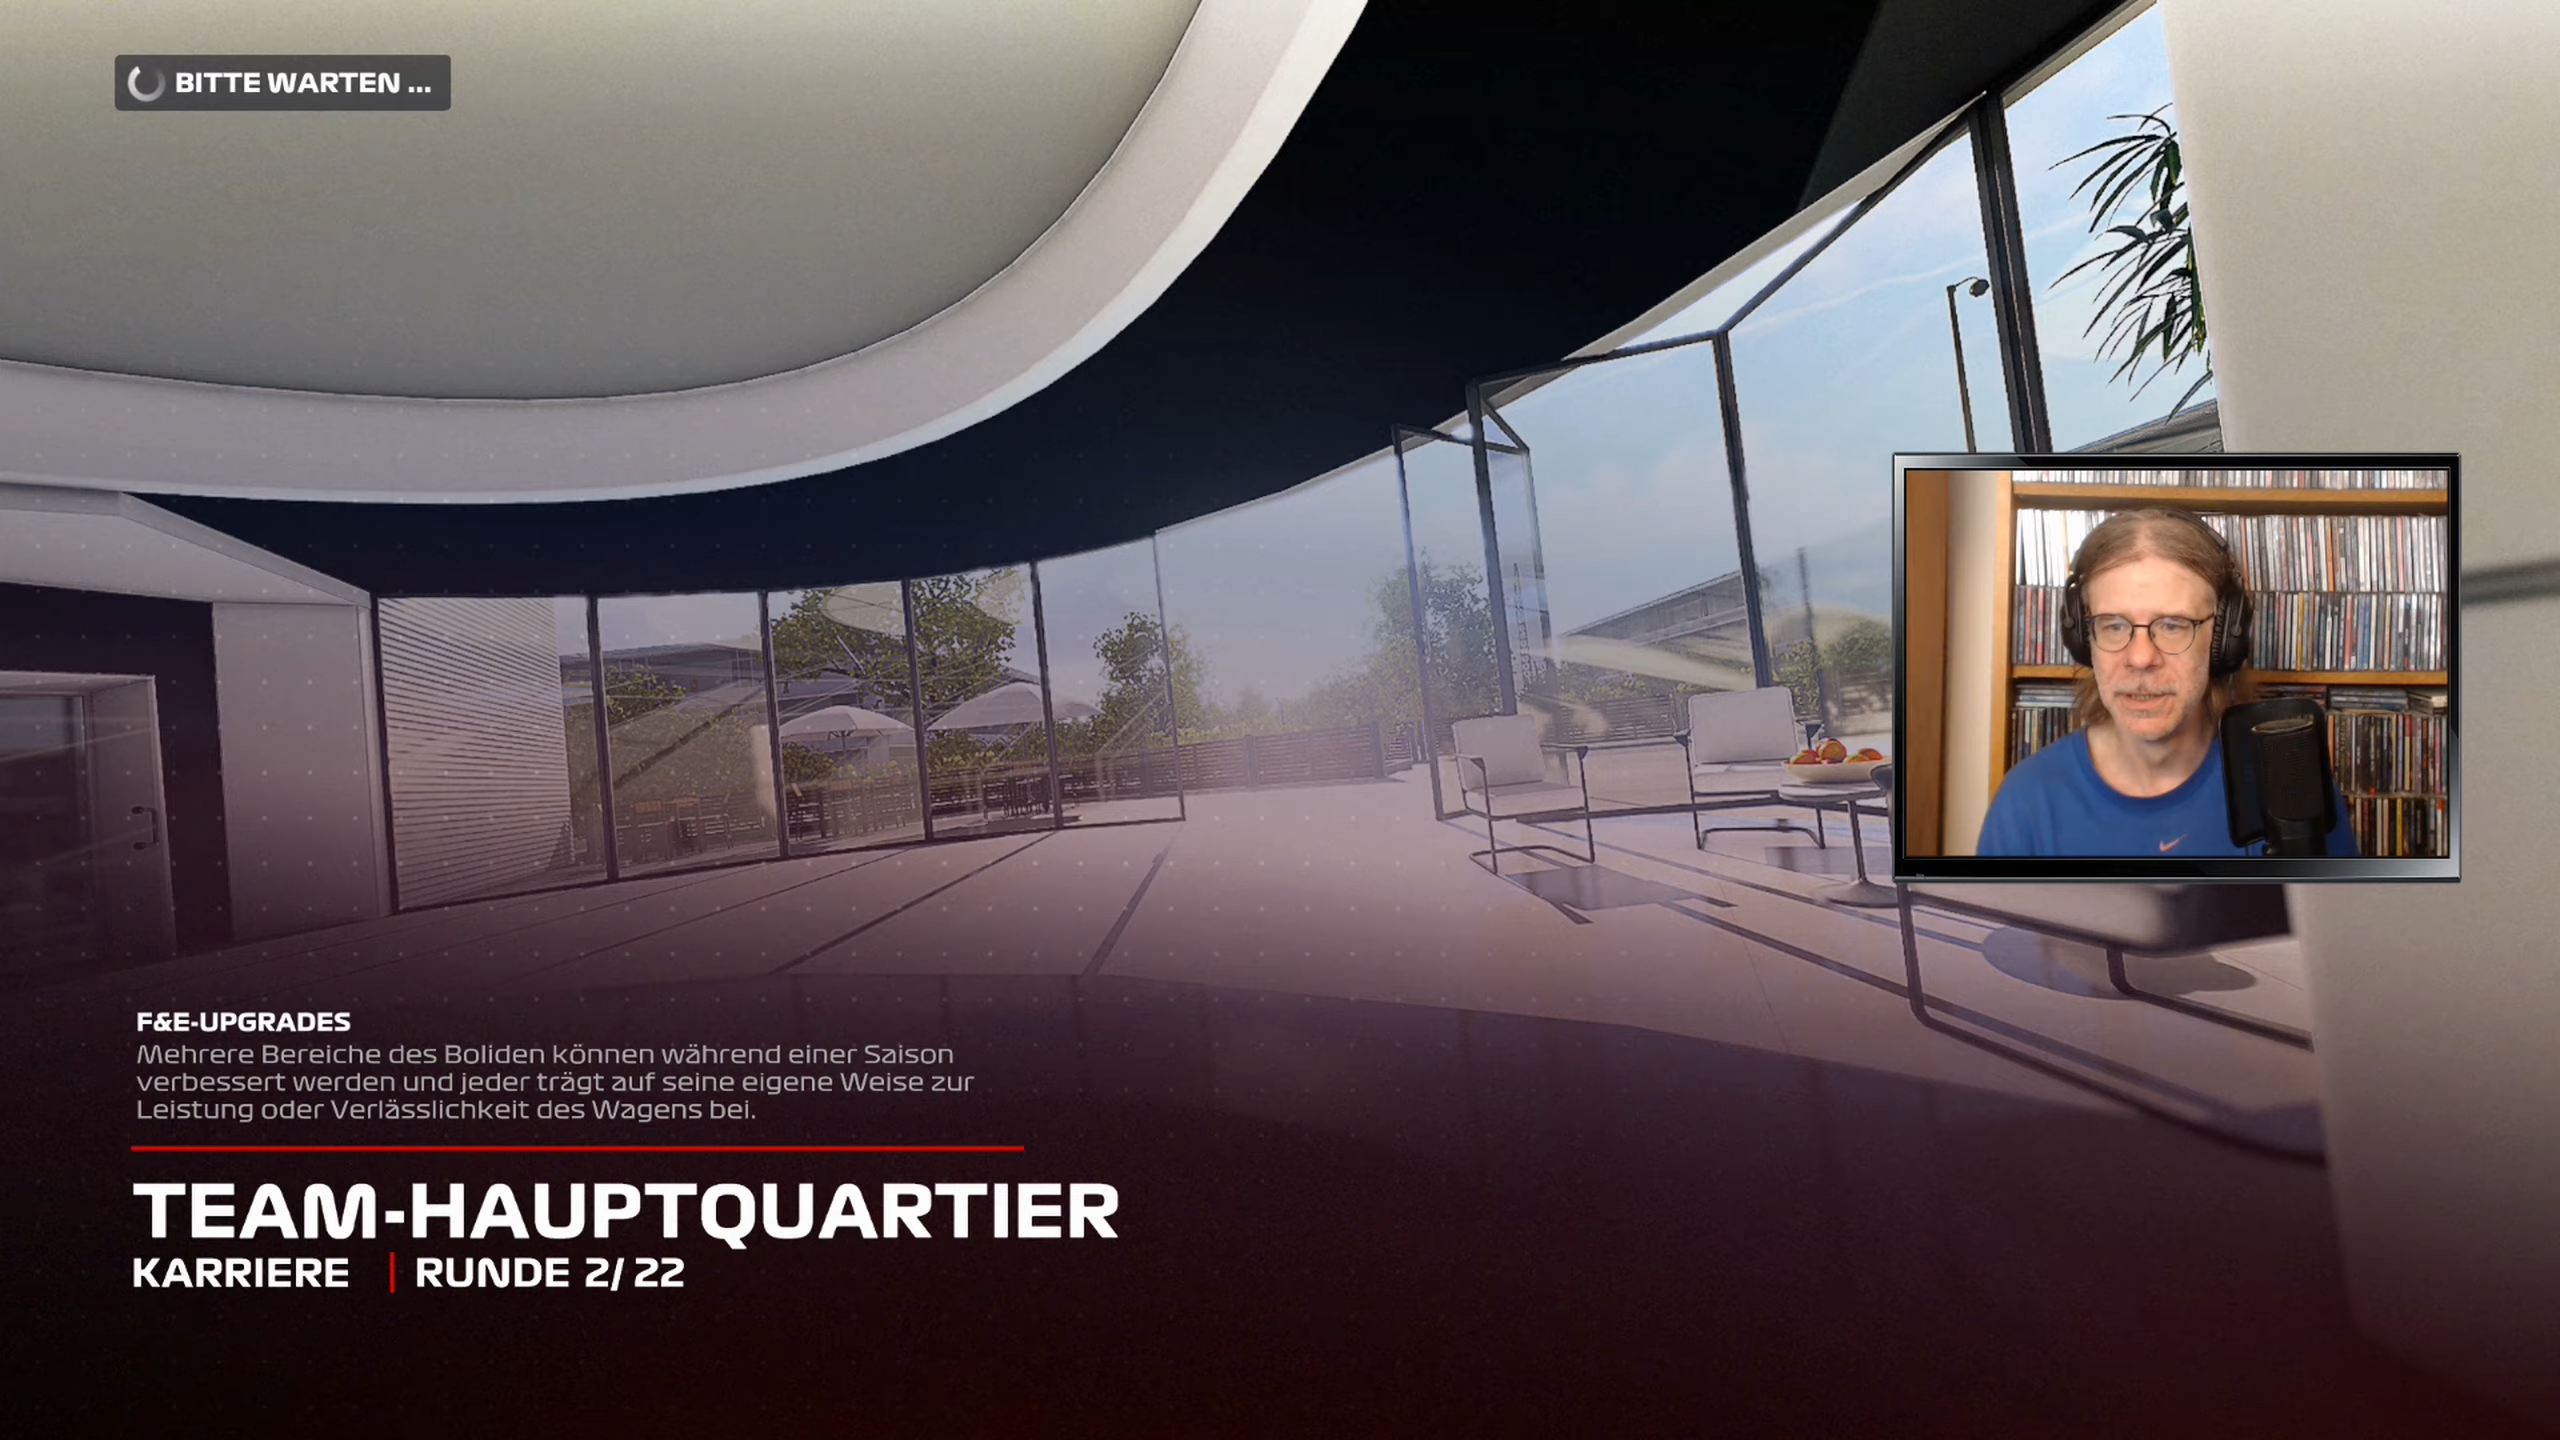 BITTE WARTEN ...
F&E-UPGRADES
Mehrere Bereiche des Boliden können während einer Saison
verbessert werden und jeder trägt auf seine eigene Weise zur
Leistung oder Verlässlichkeit des Wagens bei.
TEAM-HAUPTQUARTIER
KARRIERE | RUNDE 2/ 22